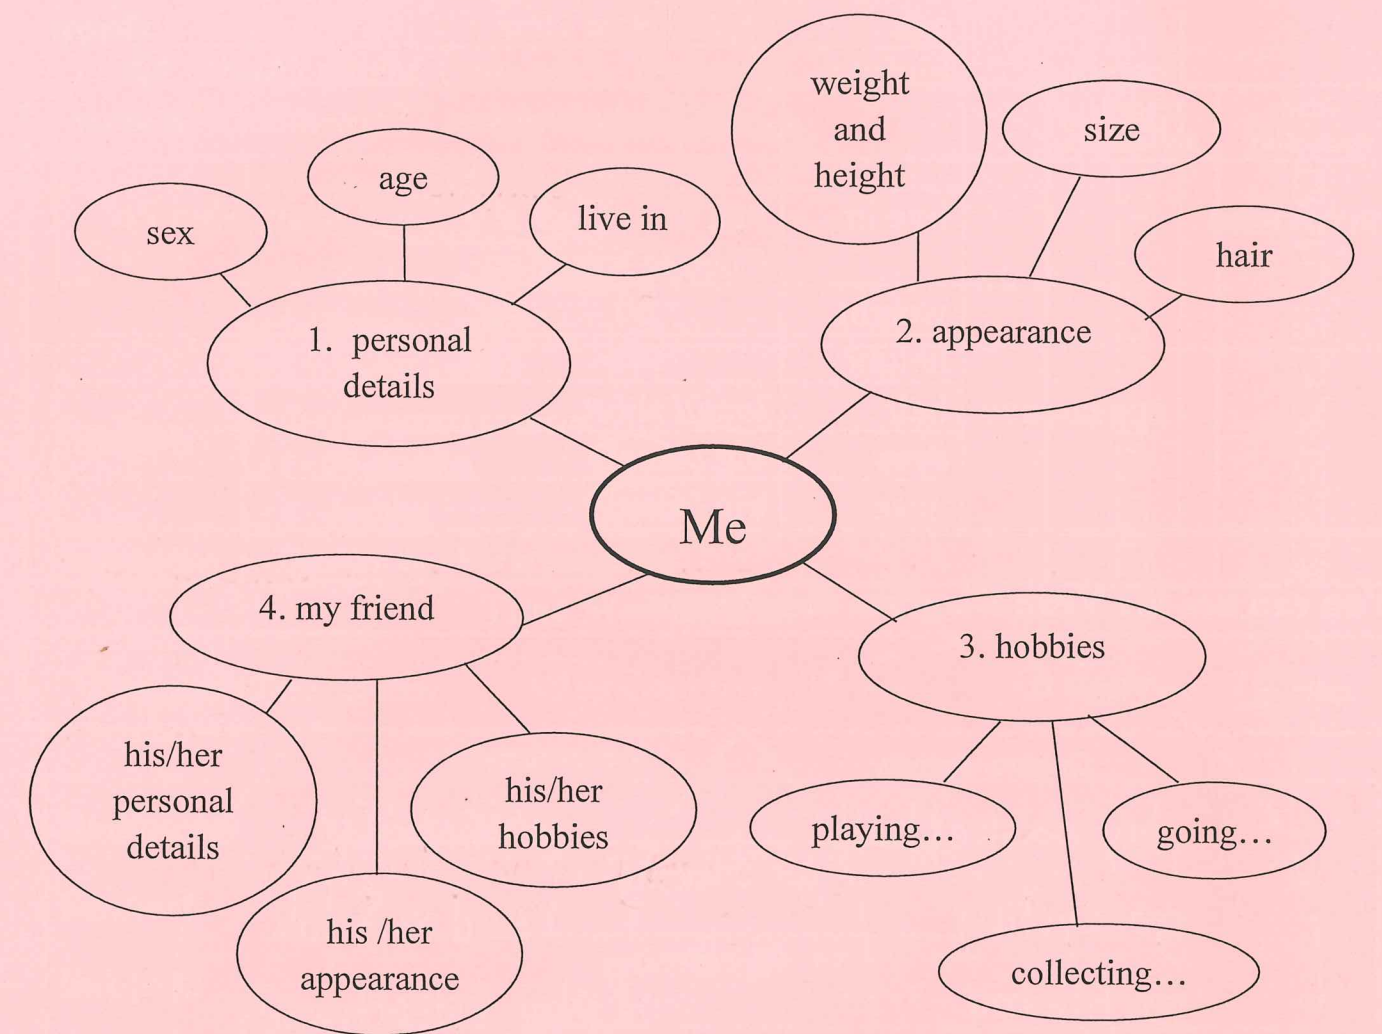 sex
age
live in
1. personal
details
weight
and
height
size
hair
2. appearance
Me
4. my friend
his/her
personal
details
his /her
appearance
his/her
hobbies
3. hobbies
playing...
collecting...
going...